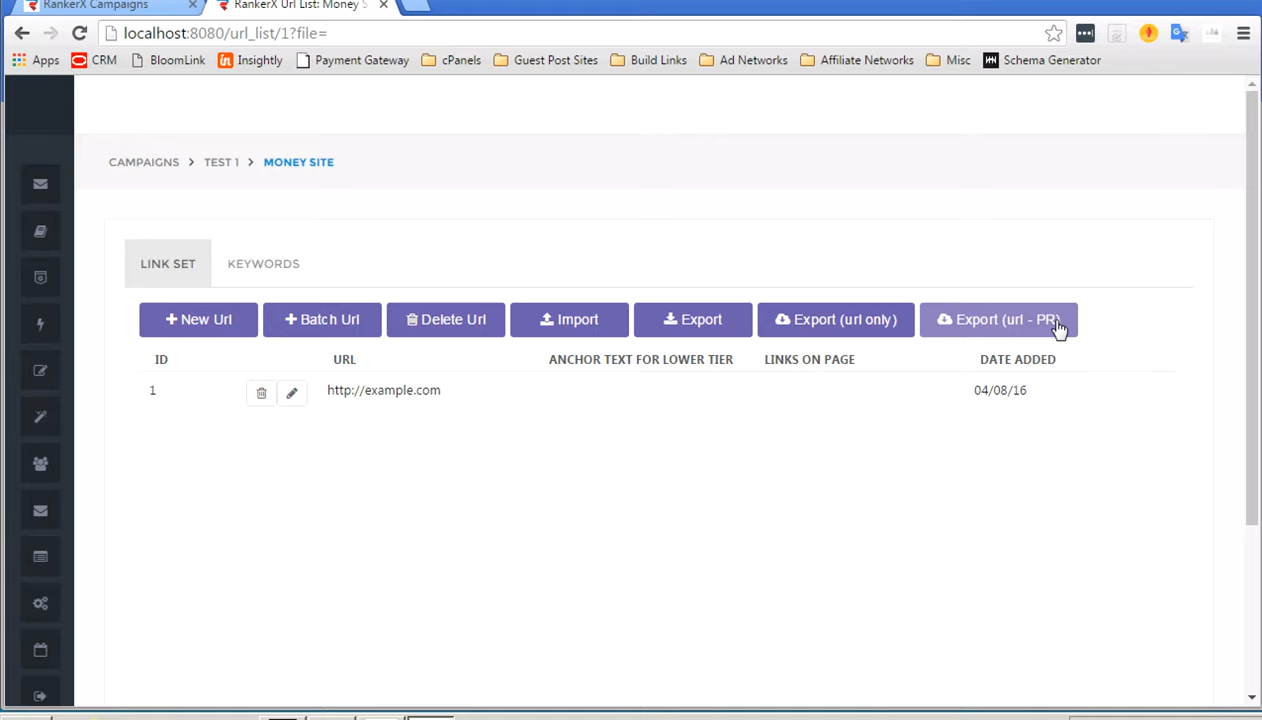 RankerX Campaigns
RankerX Url List: Money S
localhost:8080/url_list/1?file=
Apps CRM BloomLink Insightly Payment Gateway cPanels Guest Post Sites Build Links Ad Networks Affiliate Networks Misc Schema Generator
CAMPAIGNS > TEST 1 > MONEY SITE
LINK SET KEYWORDS
+ New Url + Batch Url Delete Url Import Export Export (url only) Export (url - PR)
ID URL ANCHOR TEXT FOR LOWER TIER LINKS ON PAGE DATE ADDED
1 http://example.com 04/08/16